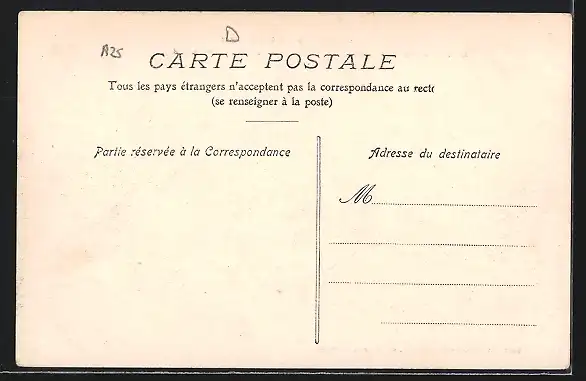 D
A25
CARTE POSTALE
Tous les pays étrangers n'acceptent pas la correspondance au recto
(se renseigner à la poste)
Partie réservée à la Correspondance
Adresse du destinataire
M